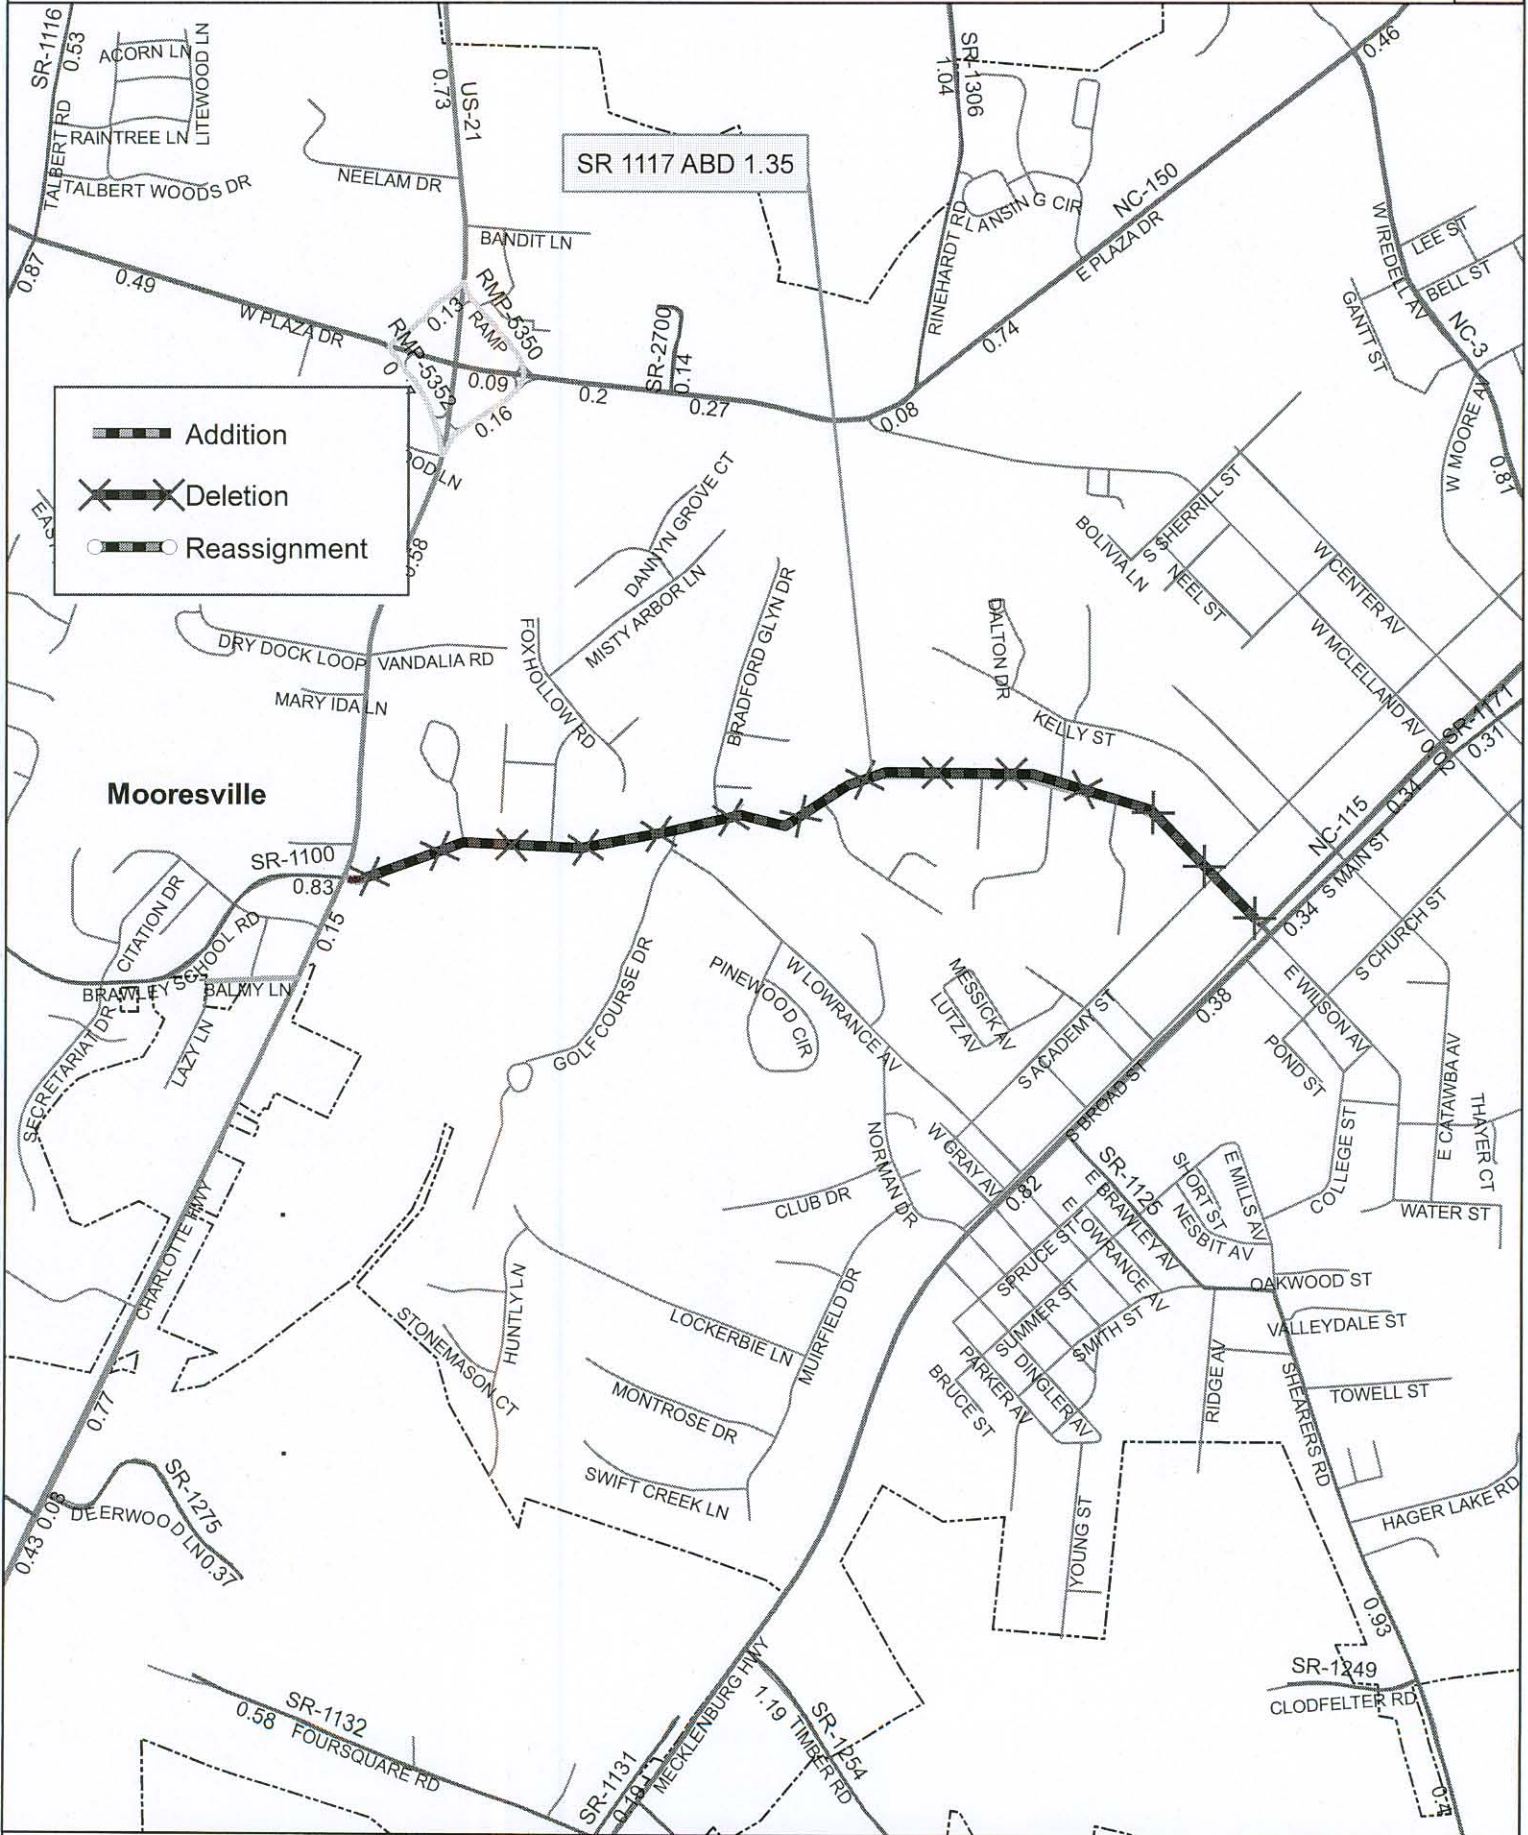 SR-1116
0.53
ACORN LN
LITEWOOD LN
TALBERT RD
RAINTREE LN
TALBERT WOODS DR
0.73
US-21
NEELAM DR
BANDIT LN
SR 1117 ABD 1.35
SR-1306
1.04
RINEHARDT RD
LANSING CIR
NC-150
E PLAZA DR
0.46
W IREDELL AV
LEE ST
BELL ST
GANTT ST
NC-3
W MOORE AV
0.81
0.87
0.49
W PLAZA DR
RMP-5350
0.13
RAMP
RMP-5352
0.09
0.16
0.2
SR-2700
0.14
0.27
0.08
0.74
Addition
Deletion
Reassignment
DANNYN GROVE CT
MISTY ARBOR LN
FOXHOLLOW RD
BRADFORD GLYN DR
DALTON DR
KELLY ST
BOLIVIA LN
S SHERRILL ST
NEEL ST
W CENTER AV
W MCLELLAND AV
0.02
SR-1171
0.31
DRY DOCK LOOP
VANDALIA RD
MARY IDA LN
Mooresville
SR-1100
0.83
0.15
CITATION DR
BRAWLEY SCHOOL RD
BALMY LN
LAZY LN
SECRETARIAT DR
NC-115
S MAIN ST
0.34
0.34
S CHURCH ST
GOLF COURSE DR
PINEWOOD CIR
W LOWRANCE AV
MESSICK AV
LUTZ AV
S ACADEMY ST
S BROAD ST
0.38
E WILSON AV
POND ST
COLLEGE ST
E CATAWBA AV
THAYER CT
WATER ST
NORMAN DR
W GRAY AV
0.82
SR-1125
E BRAWLEY AV
E LOWRANCE AV
SHORT ST
NESBIT AV
E MILLS AV
CLUB DR
CHARLOTTE HWY
HUNTLY LN
STONEMASON CT
LOCKERBIE LN
MUIRFIELD DR
MONTROSE DR
SWIFT CREEK LN
SPRUCE ST
SUMMER ST
SMITH ST
DINGLER AV
PARKER AV
BRUCE ST
OAKWOOD ST
VALLEYDALE ST
RIDGE AV
SHEARERS RD
TOWELL ST
YOUNG ST
HAGER LAKE RD
0.77
SR-1275
0.08
DEERWOOD LN
0.37
0.43
0.93
SR-1249
CLODFELTER RD
SR-1132
0.58
FOURSQUARE RD
MECKLENBURG HWY
SR-1131
0.19
1.19
SR-1254
TIMBER RD